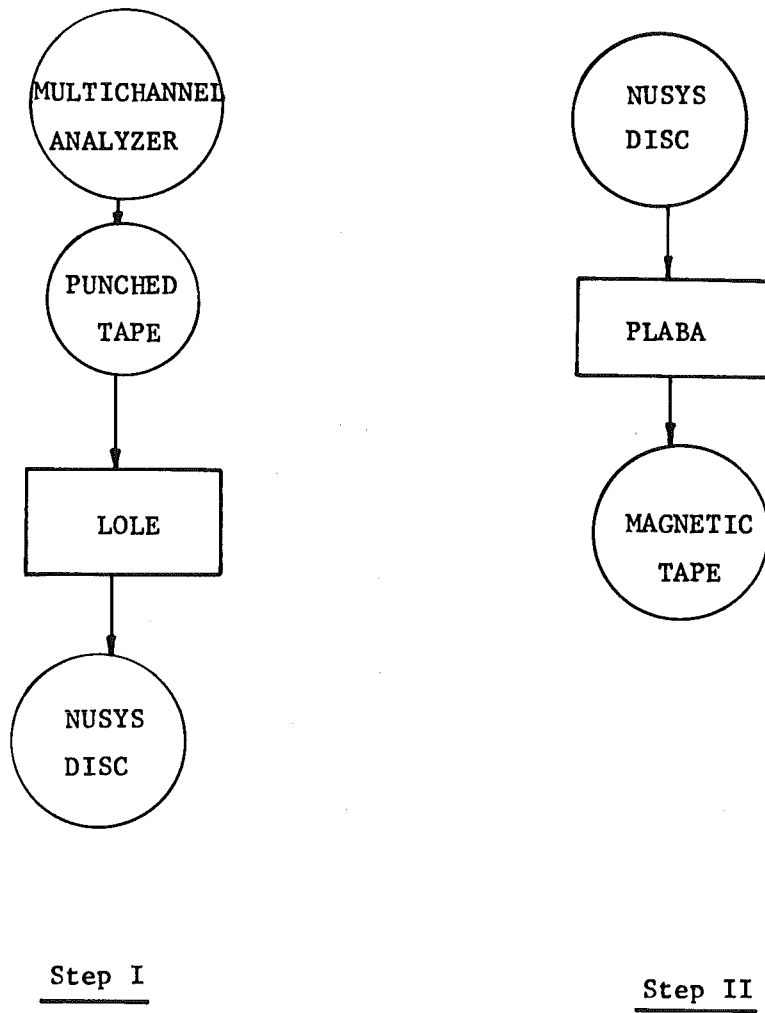 MULTICHANNEL
ANALYZER
PUNCHED
TAPE
LOLE
NUSYS
DISC
Step I
NUSYS
DISC
PLABA
MAGNETIC
TAPE
Step II